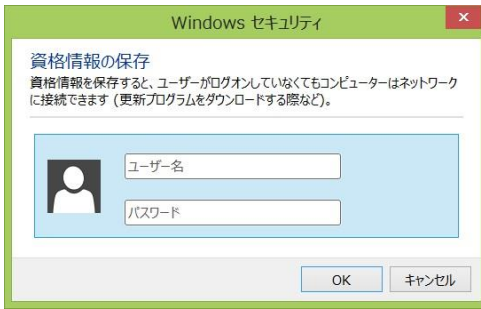 Windows セキュリティ
資格情報の保存
資格情報を保存すると、ユーザーがログオンしていなくてもコンピューターはネットワーク
に接続できます (更新プログラムをダウンロードする際など)。
ユーザー名
パスワード
OK キャンセル